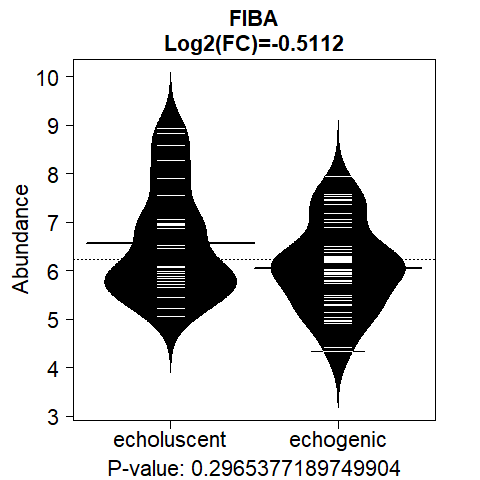 FIBA
Log2(FC)=-0.5112
10
9
8
7
6
5
4
3
Abundance
echoluscent echogenic
P-value: 0.2965377189749904